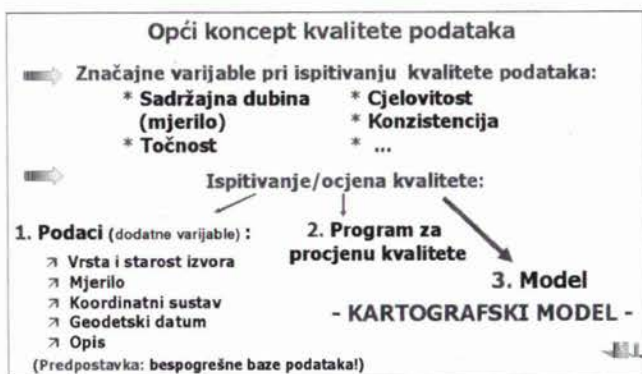 Opći koncept kvalitete podataka
Značajne varijable pri ispitivanju kvalitete podataka:
* Sadržajna dubina * Cjelovitost
(mjerilo) * Konzistencija
* Točnost * ...
Ispitivanje/ocjena kvalitete:
1. Podaci (dodatne varijable) : 2. Program za
procjenu kvalitete
Vrsta i starost izvora
Mjerilo 3. Model
Koordinatni sustav
Geodetski datum - KARTOGRAFSKI MODEL -
Opis
(Predpostavka: bespogrešne baze podataka!)